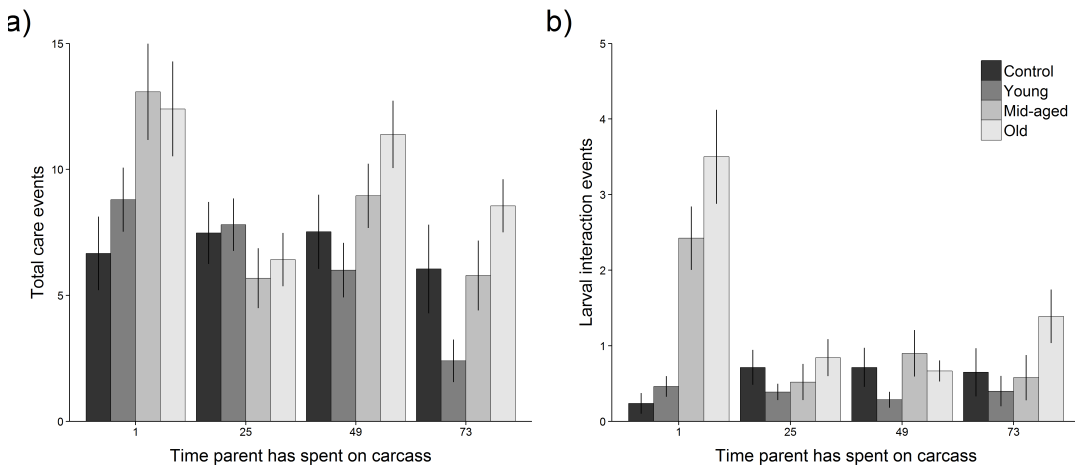 a)
15
10
5
0
Total care events
1 25 49 73
Time parent has spent on carcass
b)
5
4
3
2
1
0
Larval interaction events
Control
Young
Mid-aged
Old
1 25 49 73
Time parent has spent on carcass